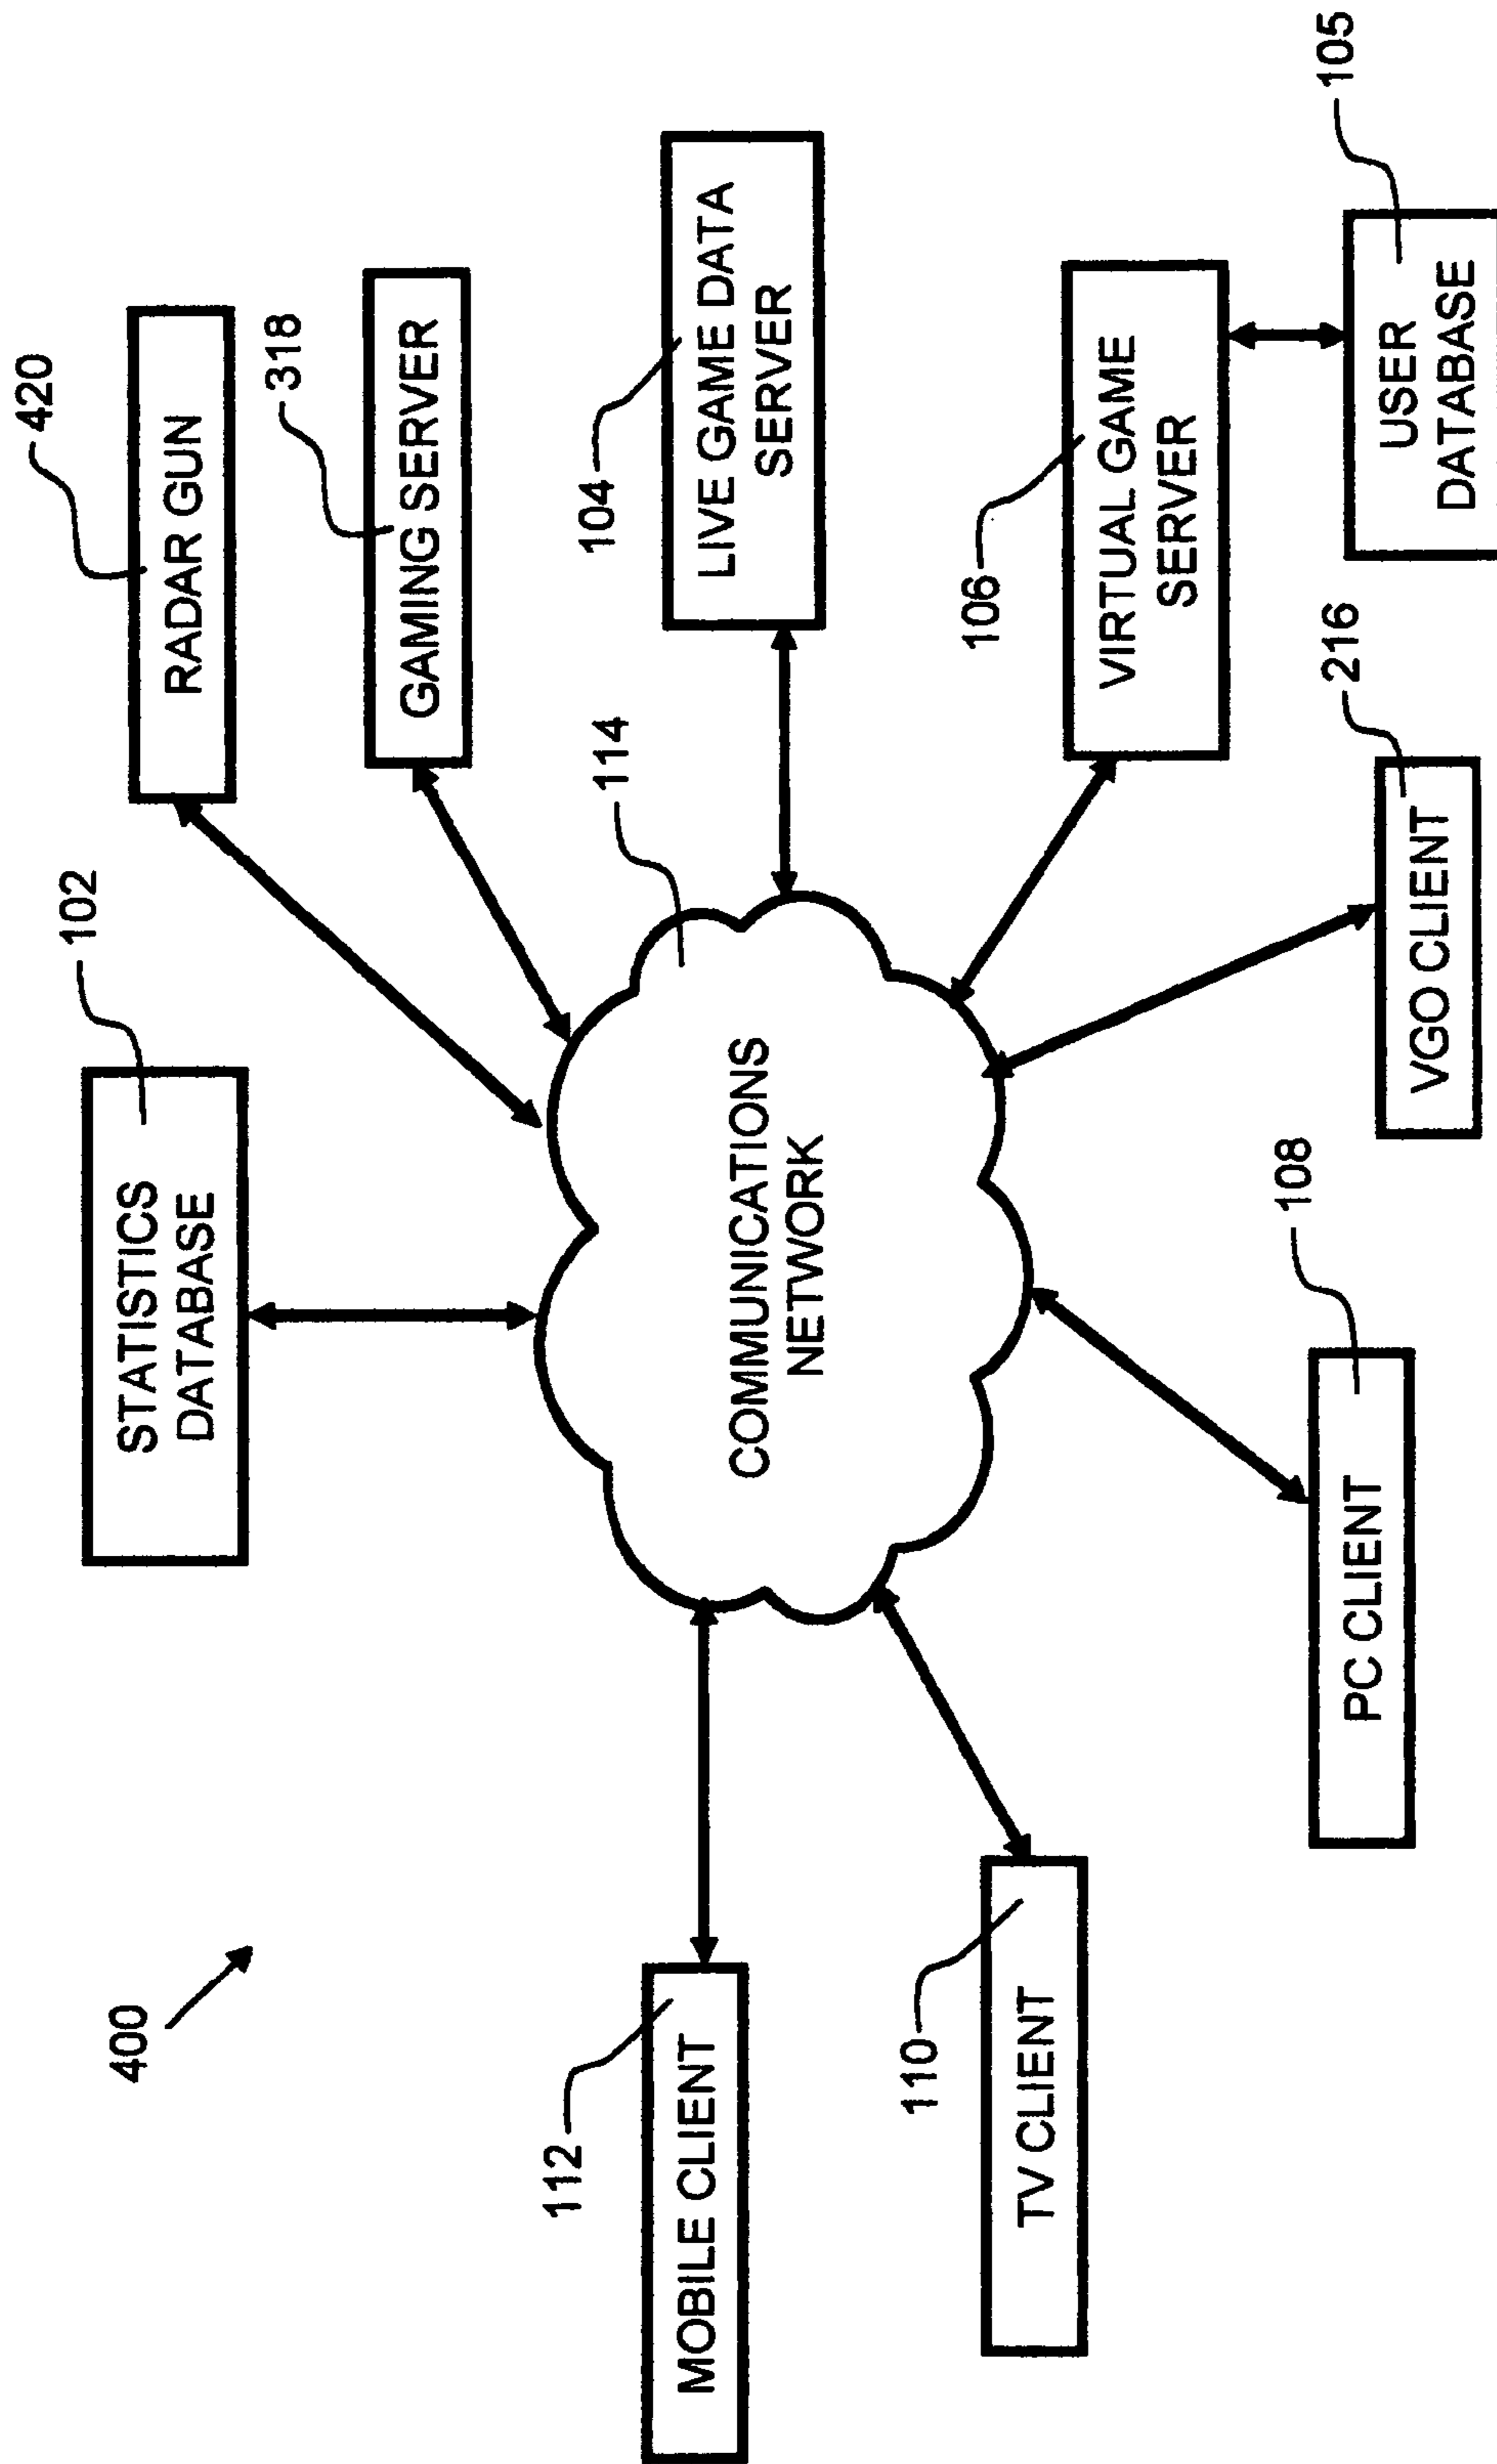 400
STATISTICS
DATABASE
102
RADAR GUN
420
GAMING SERVER
318
MOBILE CLIENT
112
COMMUNICATIONS
NETWORK
114
LIVE GAME DATA
SERVER
104
TV CLIENT
110
VIRTUAL GAME
SERVER
106
PC CLIENT
108
VGO CLIENT
216
USER
DATABASE
105